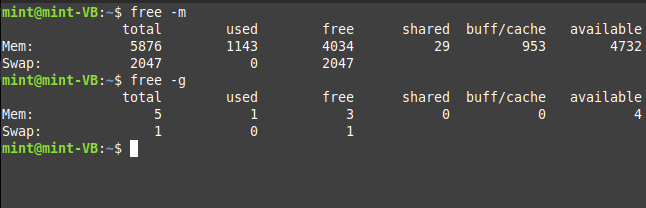 mint@mint-VB:~$ free -m
total used free shared buff/cache available
Mem: 5876 1143 4034 29 953 4732
Swap: 2047 0 2047
mint@mint-VB:~$ free -g
total used free shared buff/cache available
Mem: 5 1 3 0 0 4
Swap: 1 0 1
mint@mint-VB:~$